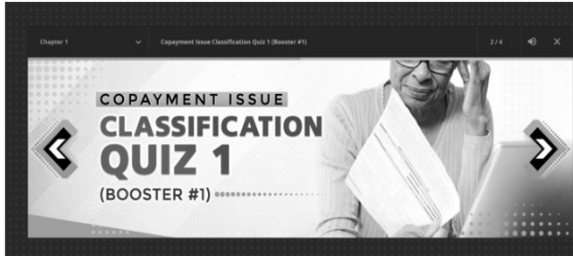 Chapter 1
Copayment Issue Classification Quiz 1 (Booster #1)
2 / 4
COPAYMENT ISSUE
CLASSIFICATION
QUIZ 1
(BOOSTER #1)